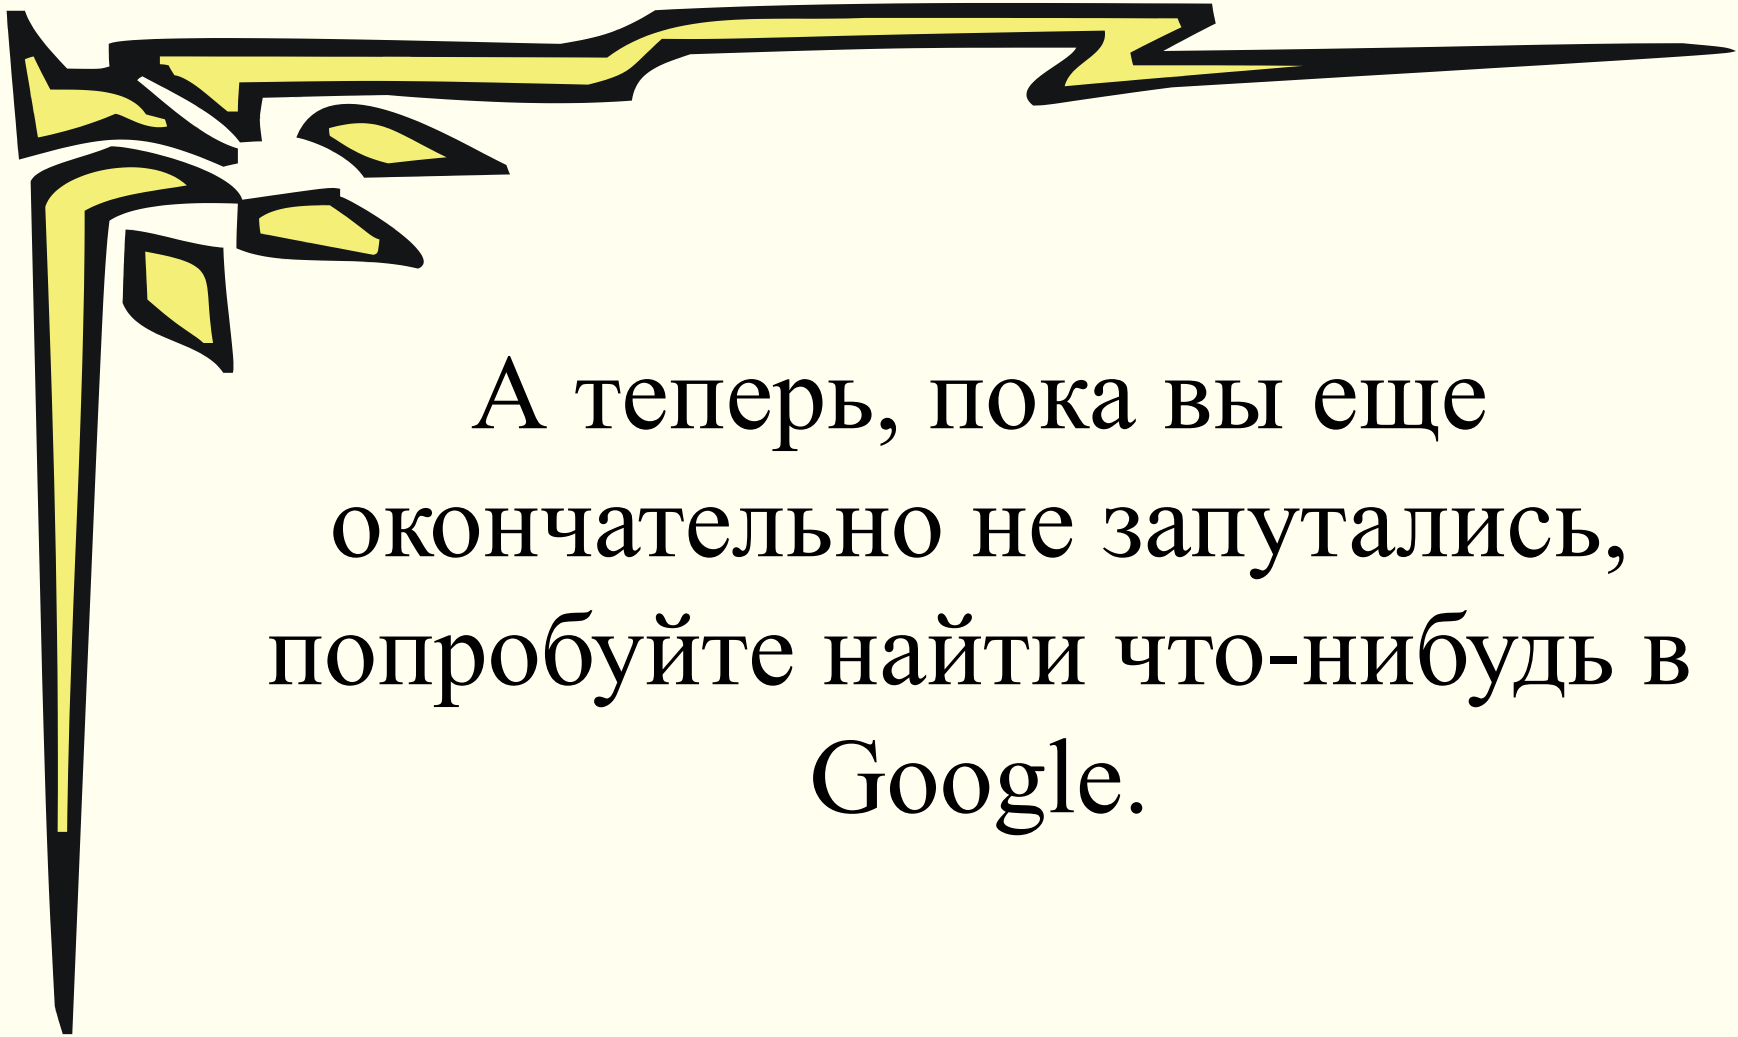 А теперь, пока вы еще
окончательно не запутались,
попробуйте найти что-нибудь в
Google.